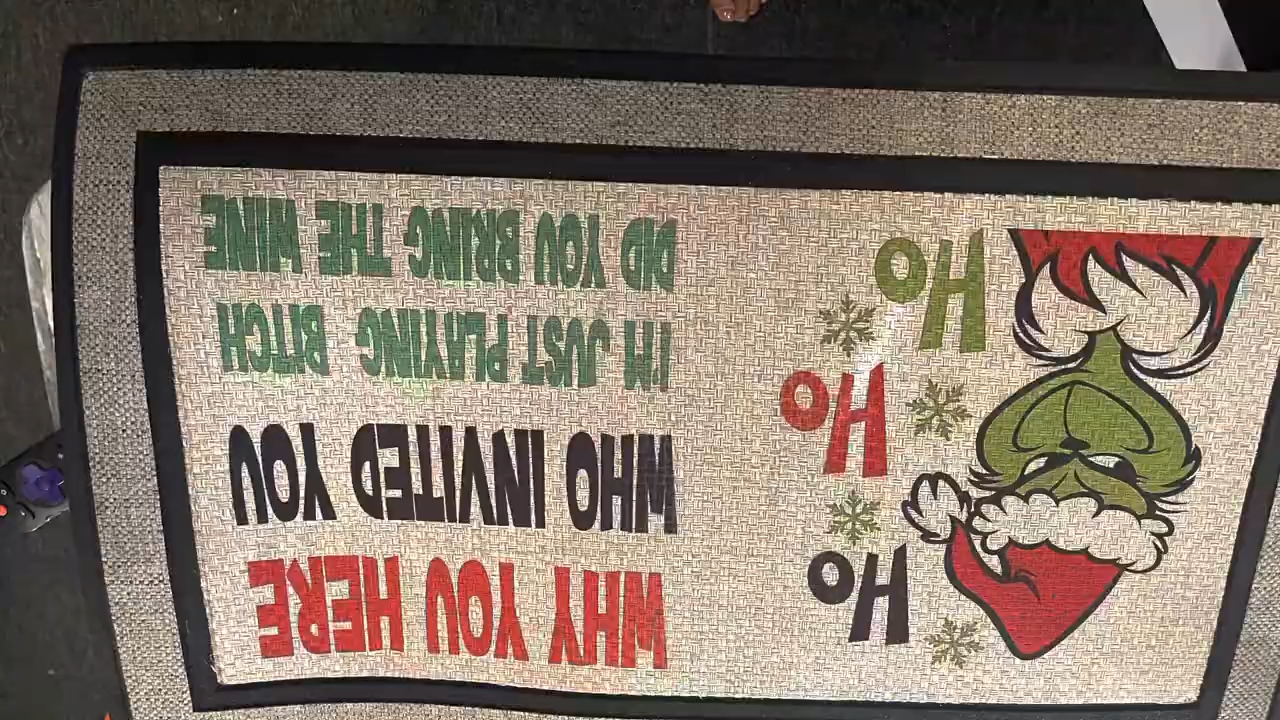 Ho
Ho
Ho
WHY YOU HERE
WHO INVITED YOU
I'M JUST PLAYING BITCH
DID YOU BRING THE WINE